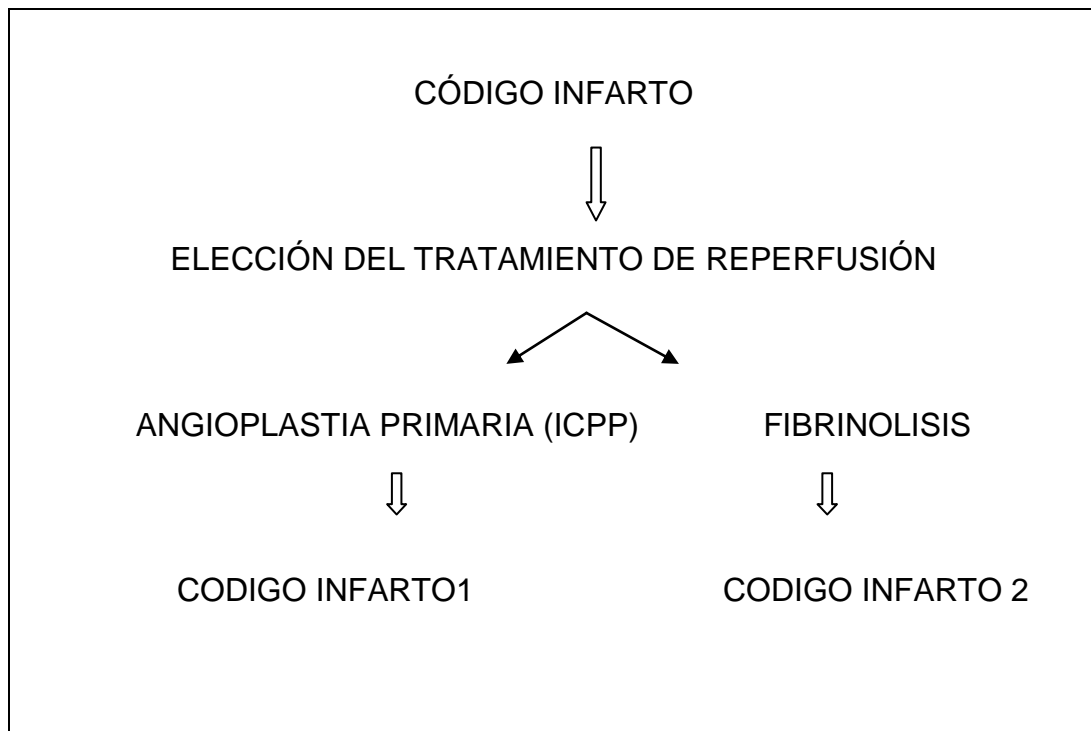 CÓDIGO INFARTO
ELECCIÓN DEL TRATAMIENTO DE REPERFUSIÓN
ANGIOPLASTIA PRIMARIA (ICPP) FIBRINOLISIS
CODIGO INFARTO1 CODIGO INFARTO 2